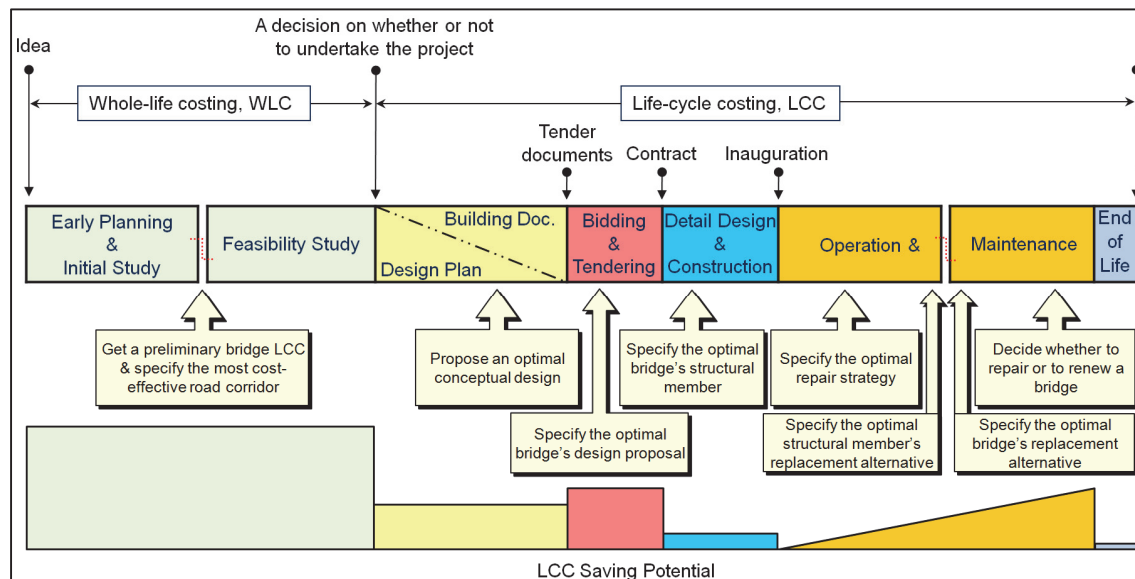 Idea
A decision on whether or not
to undertake the project
Whole-life costing, WLC
Life-cycle costing, LCC
Tender
documents
Contract
Inauguration
Early Planning
&
Initial Study
Feasibility Study
Building Doc.
Design Plan
Bidding
&
Tendering
Detail Design
&
Construction
Operation &
Maintenance
End
of
Life
Get a preliminary bridge LCC
& specify the most cost-
effective road corridor
Propose an optimal
conceptual design
Specify the optimal
bridge's structural
member
Specify the optimal
repair strategy
Decide whether to
repair or to renew a
bridge
Specify the optimal
bridge's design proposal
Specify the optimal
structural member's
replacement alternative
Specify the optimal
bridge's replacement
alternative
LCC Saving Potential